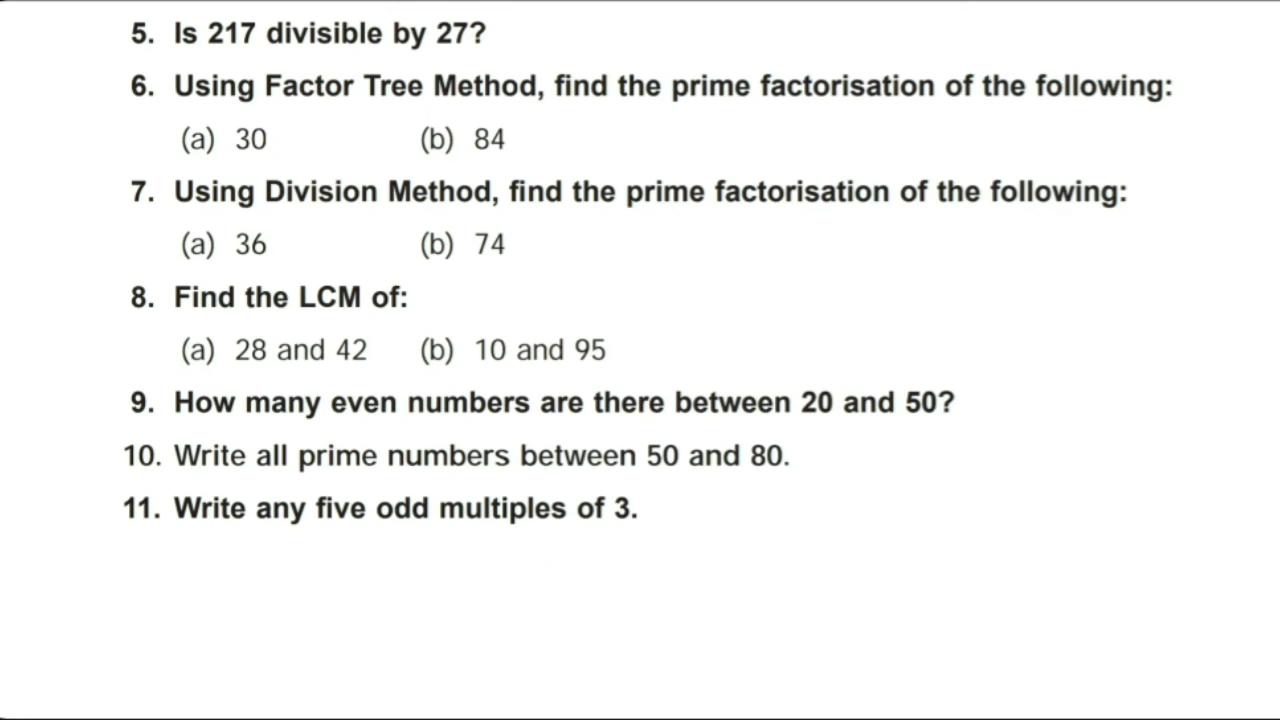 5. Is 217 divisible by 27?
6. Using Factor Tree Method, find the prime factorisation of the following:
(a) 30 (b) 84
7. Using Division Method, find the prime factorisation of the following:
(a) 36 (b) 74
8. Find the LCM of:
(a) 28 and 42 (b) 10 and 95
9. How many even numbers are there between 20 and 50?
10. Write all prime numbers between 50 and 80.
11. Write any five odd multiples of 3.